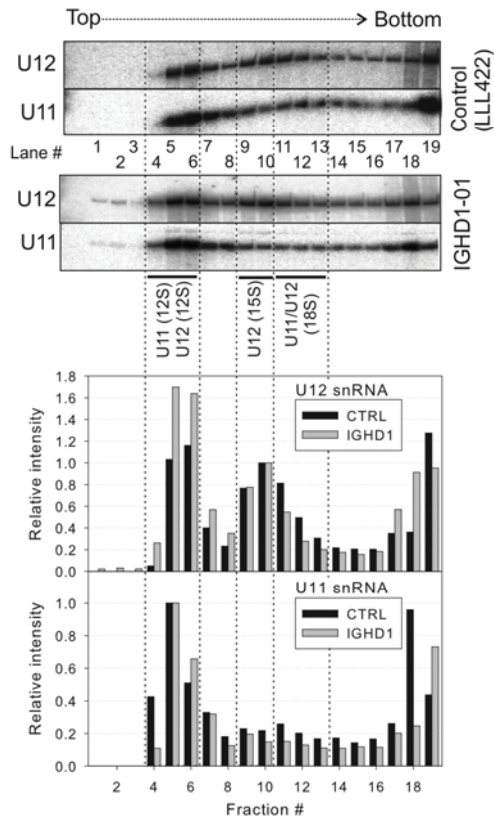 Top Bottom
U12
U11
Control
(LLL422)
Lane #
1 3 5 7 9 11 13 15 17 19
2 4 6 8 10 12 14 16 18
U12
U11
IGHD1-01
U11 (12S)
U12 (12S)
U12 (15S)
U11/U12
(18S)
Relative intensity
1.8
1.6
1.4
1.2
1.0
0.8
0.6
0.4
0.2
0.0
U12 snRNA
CTRL
IGHD1
Relative intensity
1.0
0.8
0.6
0.4
0.2
0.0
U11 snRNA
CTRL
IGHD1
2 4 6 8 10 12 14 16 18
Fraction #